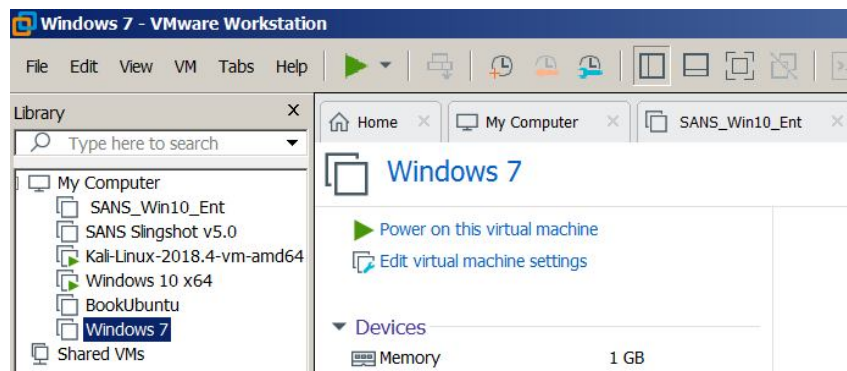 Windows 7 - VMware Workstation
File Edit View VM Tabs Help
Library X
Type here to search
My Computer
SANS_Win10_Ent
SANS Slingshot v5.0
Kali-Linux-2018.4-vm-amd64
Windows 10 x64
BookUbuntu
Windows 7
Shared VMs
Home My Computer SANS_Win10_Ent
Windows 7
Power on this virtual machine
Edit virtual machine settings
Devices
Memory 1 GB